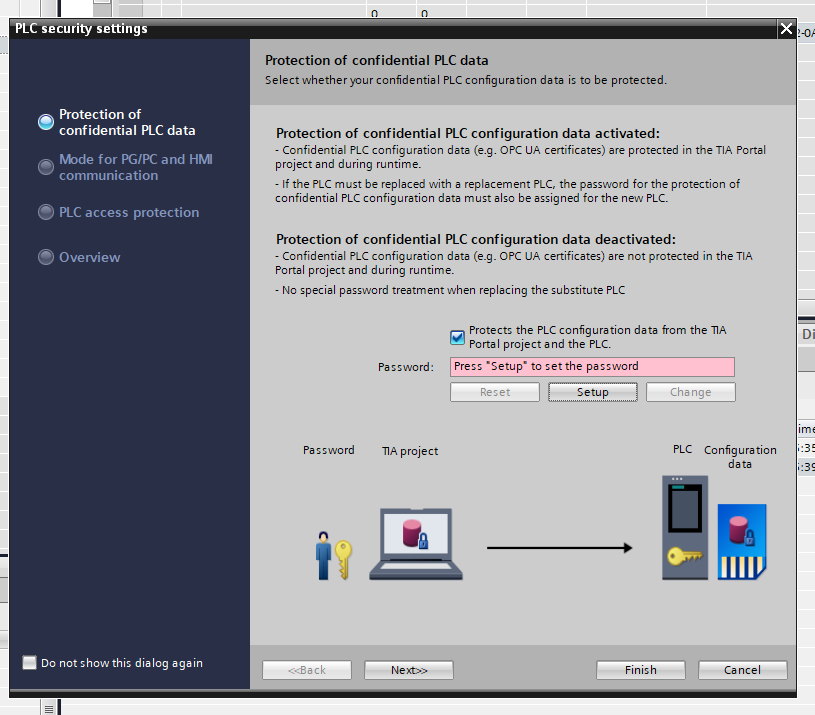 0 0
PLC security settings
2-0A
Protection of confidential PLC data
Select whether your confidential PLC configuration data is to be protected.
Protection of
confidential PLC data
Mode for PG/PC and HMI
communication
PLC access protection
Overview
Protection of confidential PLC configuration data activated:
- Confidential PLC configuration data (e.g. OPC UA certificates) are protected in the TIA Portal
project and during runtime.
- If the PLC must be replaced with a replacement PLC, the password for the protection of
confidential PLC configuration data must also be assigned for the new PLC.
Protection of confidential PLC configuration data deactivated:
- Confidential PLC configuration data (e.g. OPC UA certificates) are not protected in the TIA
Portal project and during runtime.
- No special password treatment when replacing the substitute PLC
Protects the PLC configuration data from the TIA
Portal project and the PLC.
Di
Password: Press "Setup" to set the password
Reset Setup Change
ime
:35
:39
Password TIA project PLC Configuration
data
Do not show this dialog again
<<Back Next>> Finish Cancel